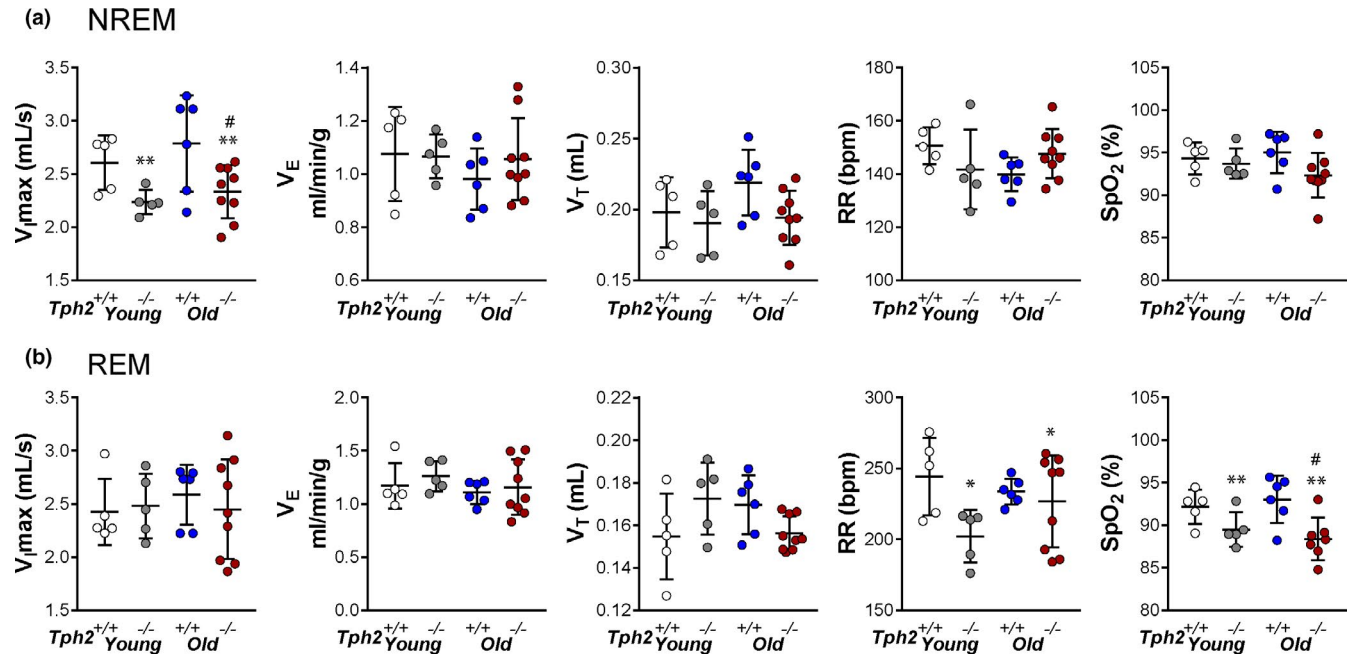 (a) NREM
VImax (mL/s)
3.5
3.0
2.5
2.0
1.5
**
#
**
Tph2 +/+ -/- +/+ -/-
Young Old
VE
ml/min/g
1.4
1.2
1.0
0.8
0.6
Tph2 +/+ -/- +/+ -/-
Young Old
VT (mL)
0.30
0.25
0.20
0.15
Tph2 +/+ -/- +/+ -/-
Young Old
RR (bpm)
180
160
140
120
100
Tph2 +/+ -/- +/+ -/-
Young Old
SpO2 (%)
105
100
95
90
85
80
Tph2 +/+ -/- +/+ -/-
Young Old
(b) REM
VImax (mL/s)
3.5
3.0
2.5
2.0
1.5
Tph2 +/+ -/- +/+ -/-
Young Old
VE
ml/min/g
2.0
1.5
1.0
0.5
0.0
Tph2 +/+ -/- +/+ -/-
Young Old
VT (mL)
0.22
0.20
0.18
0.16
0.14
0.12
Tph2 +/+ -/- +/+ -/-
Young Old
RR (bpm)
300
250
200
150
*
*
Tph2 +/+ -/- +/+ -/-
Young Old
SpO2 (%)
105
100
95
90
85
80
**
#
**
Tph2 +/+ -/- +/+ -/-
Young Old